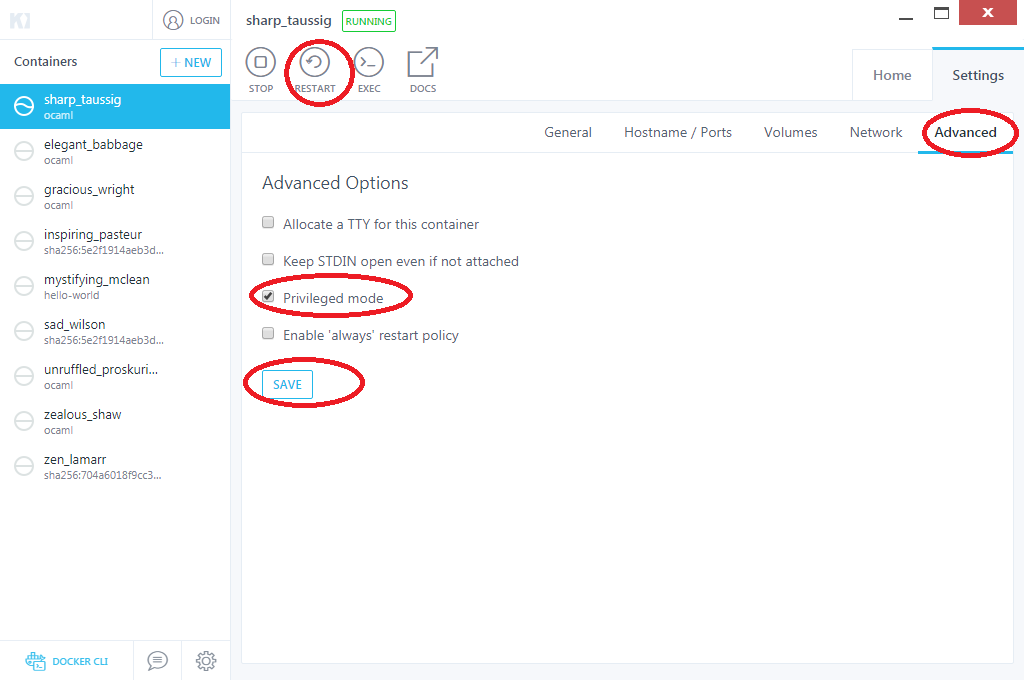 LOGIN
Containers
+ NEW
sharp_taussig
ocaml
elegant_babbage
ocaml
gracious_wright
ocaml
inspiring_pasteur
sha256:5e2f1914aeb3d...
mystifying_mclean
hello-world
sad_wilson
sha256:5e2f1914aeb3d...
unruffled_proskuri...
ocaml
zealous_shaw
ocaml
zen_lamarr
sha256:704a6018f9cc3...
DOCKER CLI
sharp_taussig RUNNING
STOP RESTART EXEC DOCS
Home Settings
General Hostname / Ports Volumes Network Advanced
Advanced Options
Allocate a TTY for this container
Keep STDIN open even if not attached
Privileged mode
Enable 'always' restart policy
SAVE